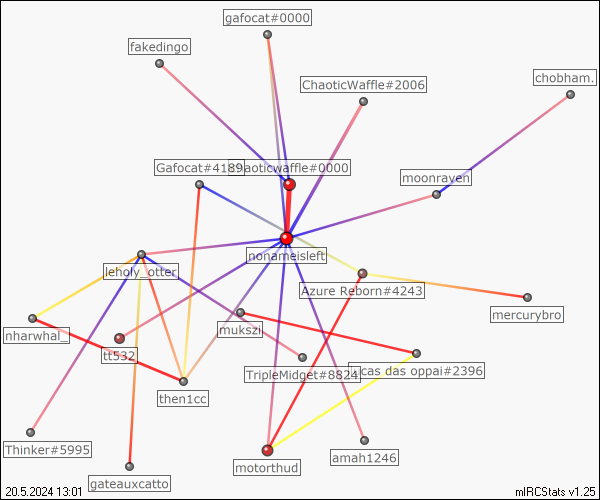 gafocat#0000
fakedingo
ChaoticWaffle#2006
chobham.
Gafocat#4189
chaoticwaffle#0000
moonraven
nonameisleft
leholy_otter
Azure Reborn#4243
mercurybro
mukszi
nharwhal_
tt532
TripleMidget#8824
lucas das oppai#2396
then1cc
Thinker#5995
motorthud
amah1246
gateauxcatto
20.5.2024 13:01
mIRCStats v1.25